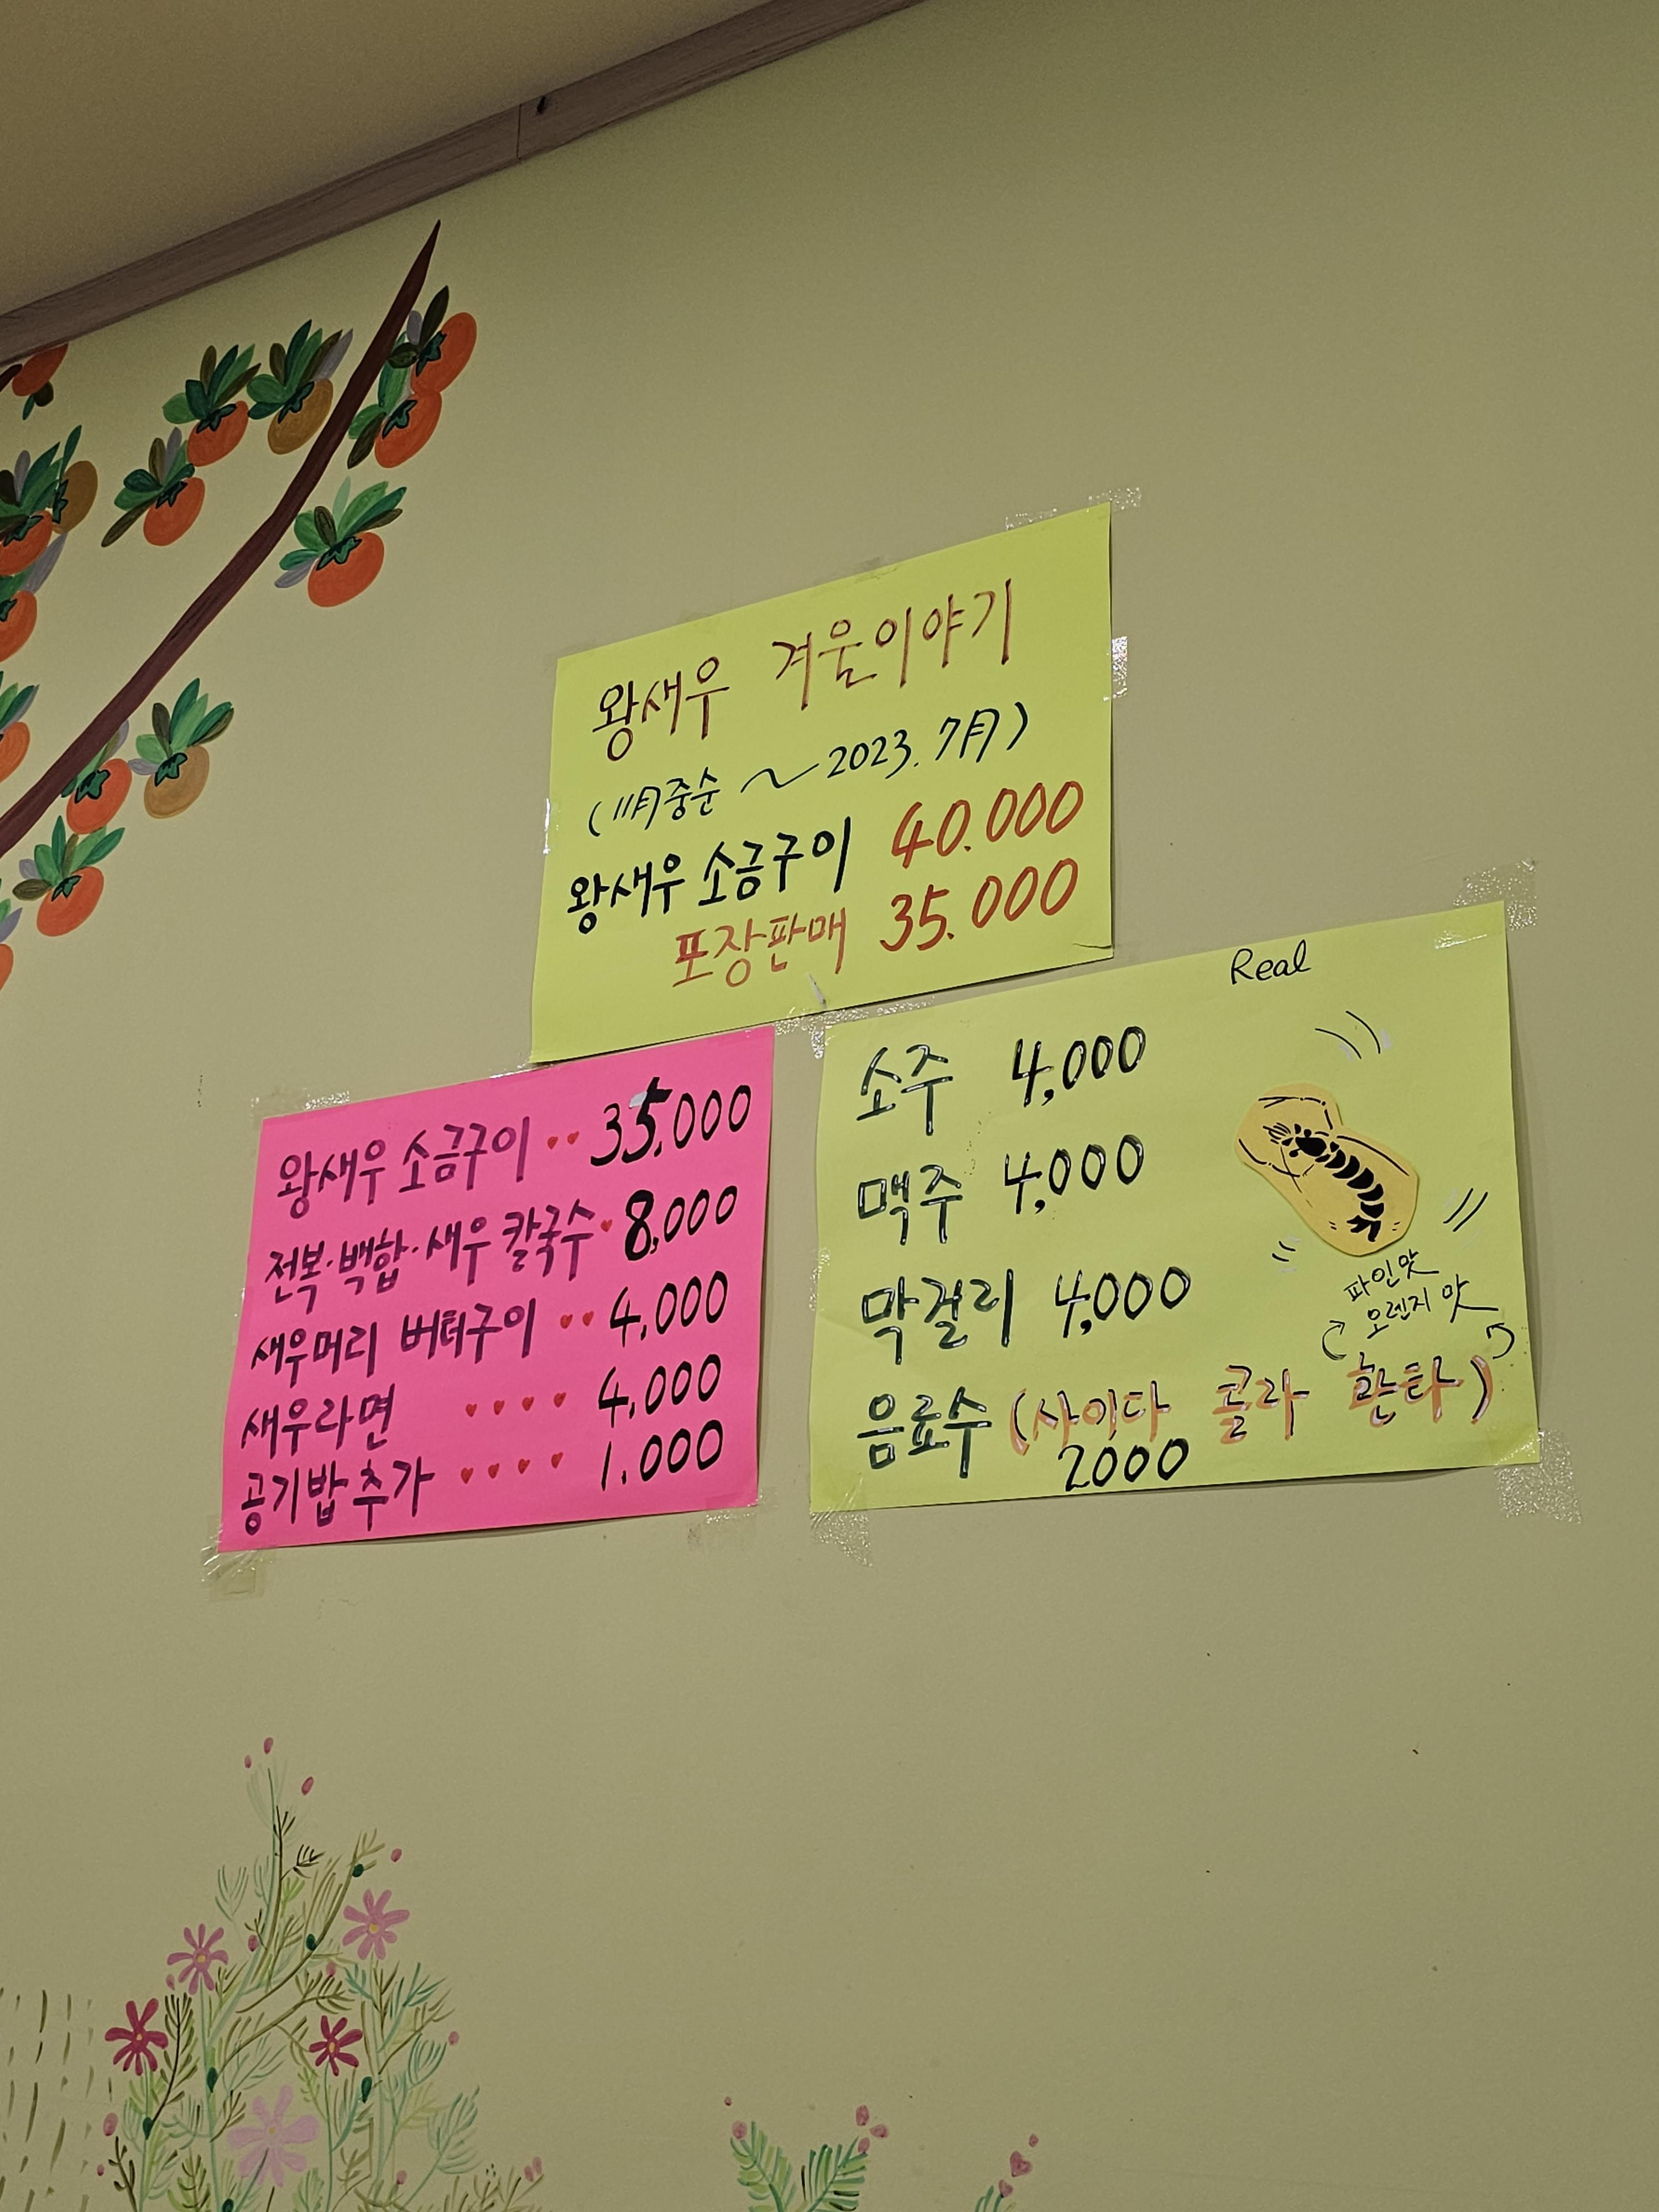 왕새우 겨울이야기
(11月중순 ~ 2023. 7月)
왕새우 소금구이 40.000
포장판매 35.000
왕새우 소금구이 ·· 35,000
전복·백합·새우 칼국수· 8,000
새우머리 버터구이 ·· 4,000
새우라면 ···· 4,000
공기밥추가 ···· 1.000
Real
소주 4,000
맥주 4,000
막걸리 4,000
파인맛
오렌지 맛
음료수 (사이다 콜라 환타)
2000